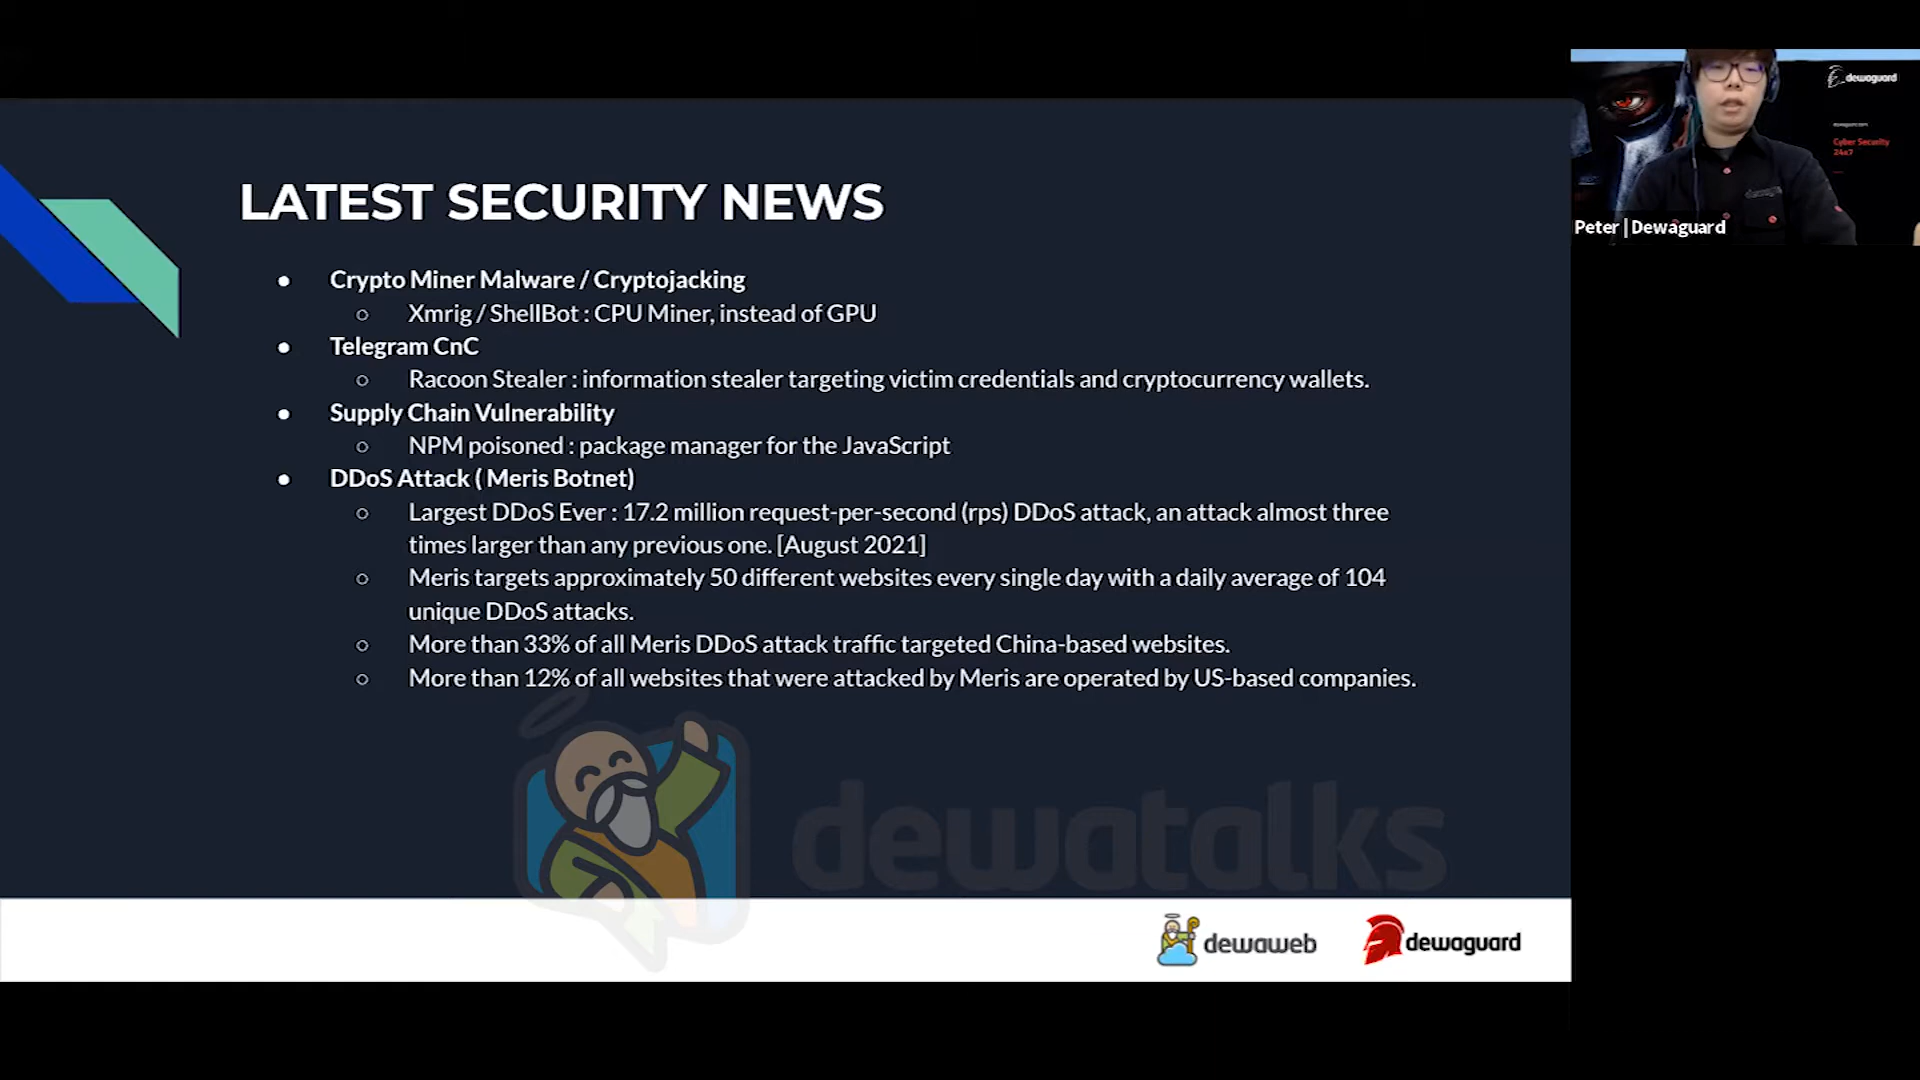 LATEST SECURITY NEWS
● Crypto Miner Malware / Cryptojacking
○ Xmrig / ShellBot : CPU Miner, instead of GPU
● Telegram CnC
○ Racoon Stealer : information stealer targeting victim credentials and cryptocurrency wallets.
● Supply Chain Vulnerability
○ NPM poisoned : package manager for the JavaScript
● DDoS Attack ( Meris Botnet)
○ Largest DDoS Ever : 17.2 million request-per-second (rps) DDoS attack, an attack almost three
times larger than any previous one. [August 2021]
○ Meris targets approximately 50 different websites every single day with a daily average of 104
unique DDoS attacks.
○ More than 33% of all Meris DDoS attack traffic targeted China-based websites.
○ More than 12% of all websites that were attacked by Meris are operated by US-based companies.
dewatalks
dewaweb
dewaguard
dewaguard
Cyber Security
24x7
Peter | Dewaguard